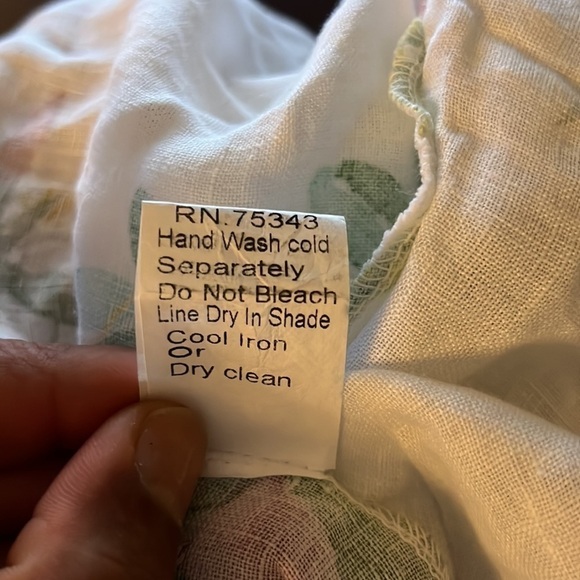 RN.75343
Hand Wash cold
Separately
Do Not Bleach
Line Dry In Shade
Cool Iron
Or
Dry clean